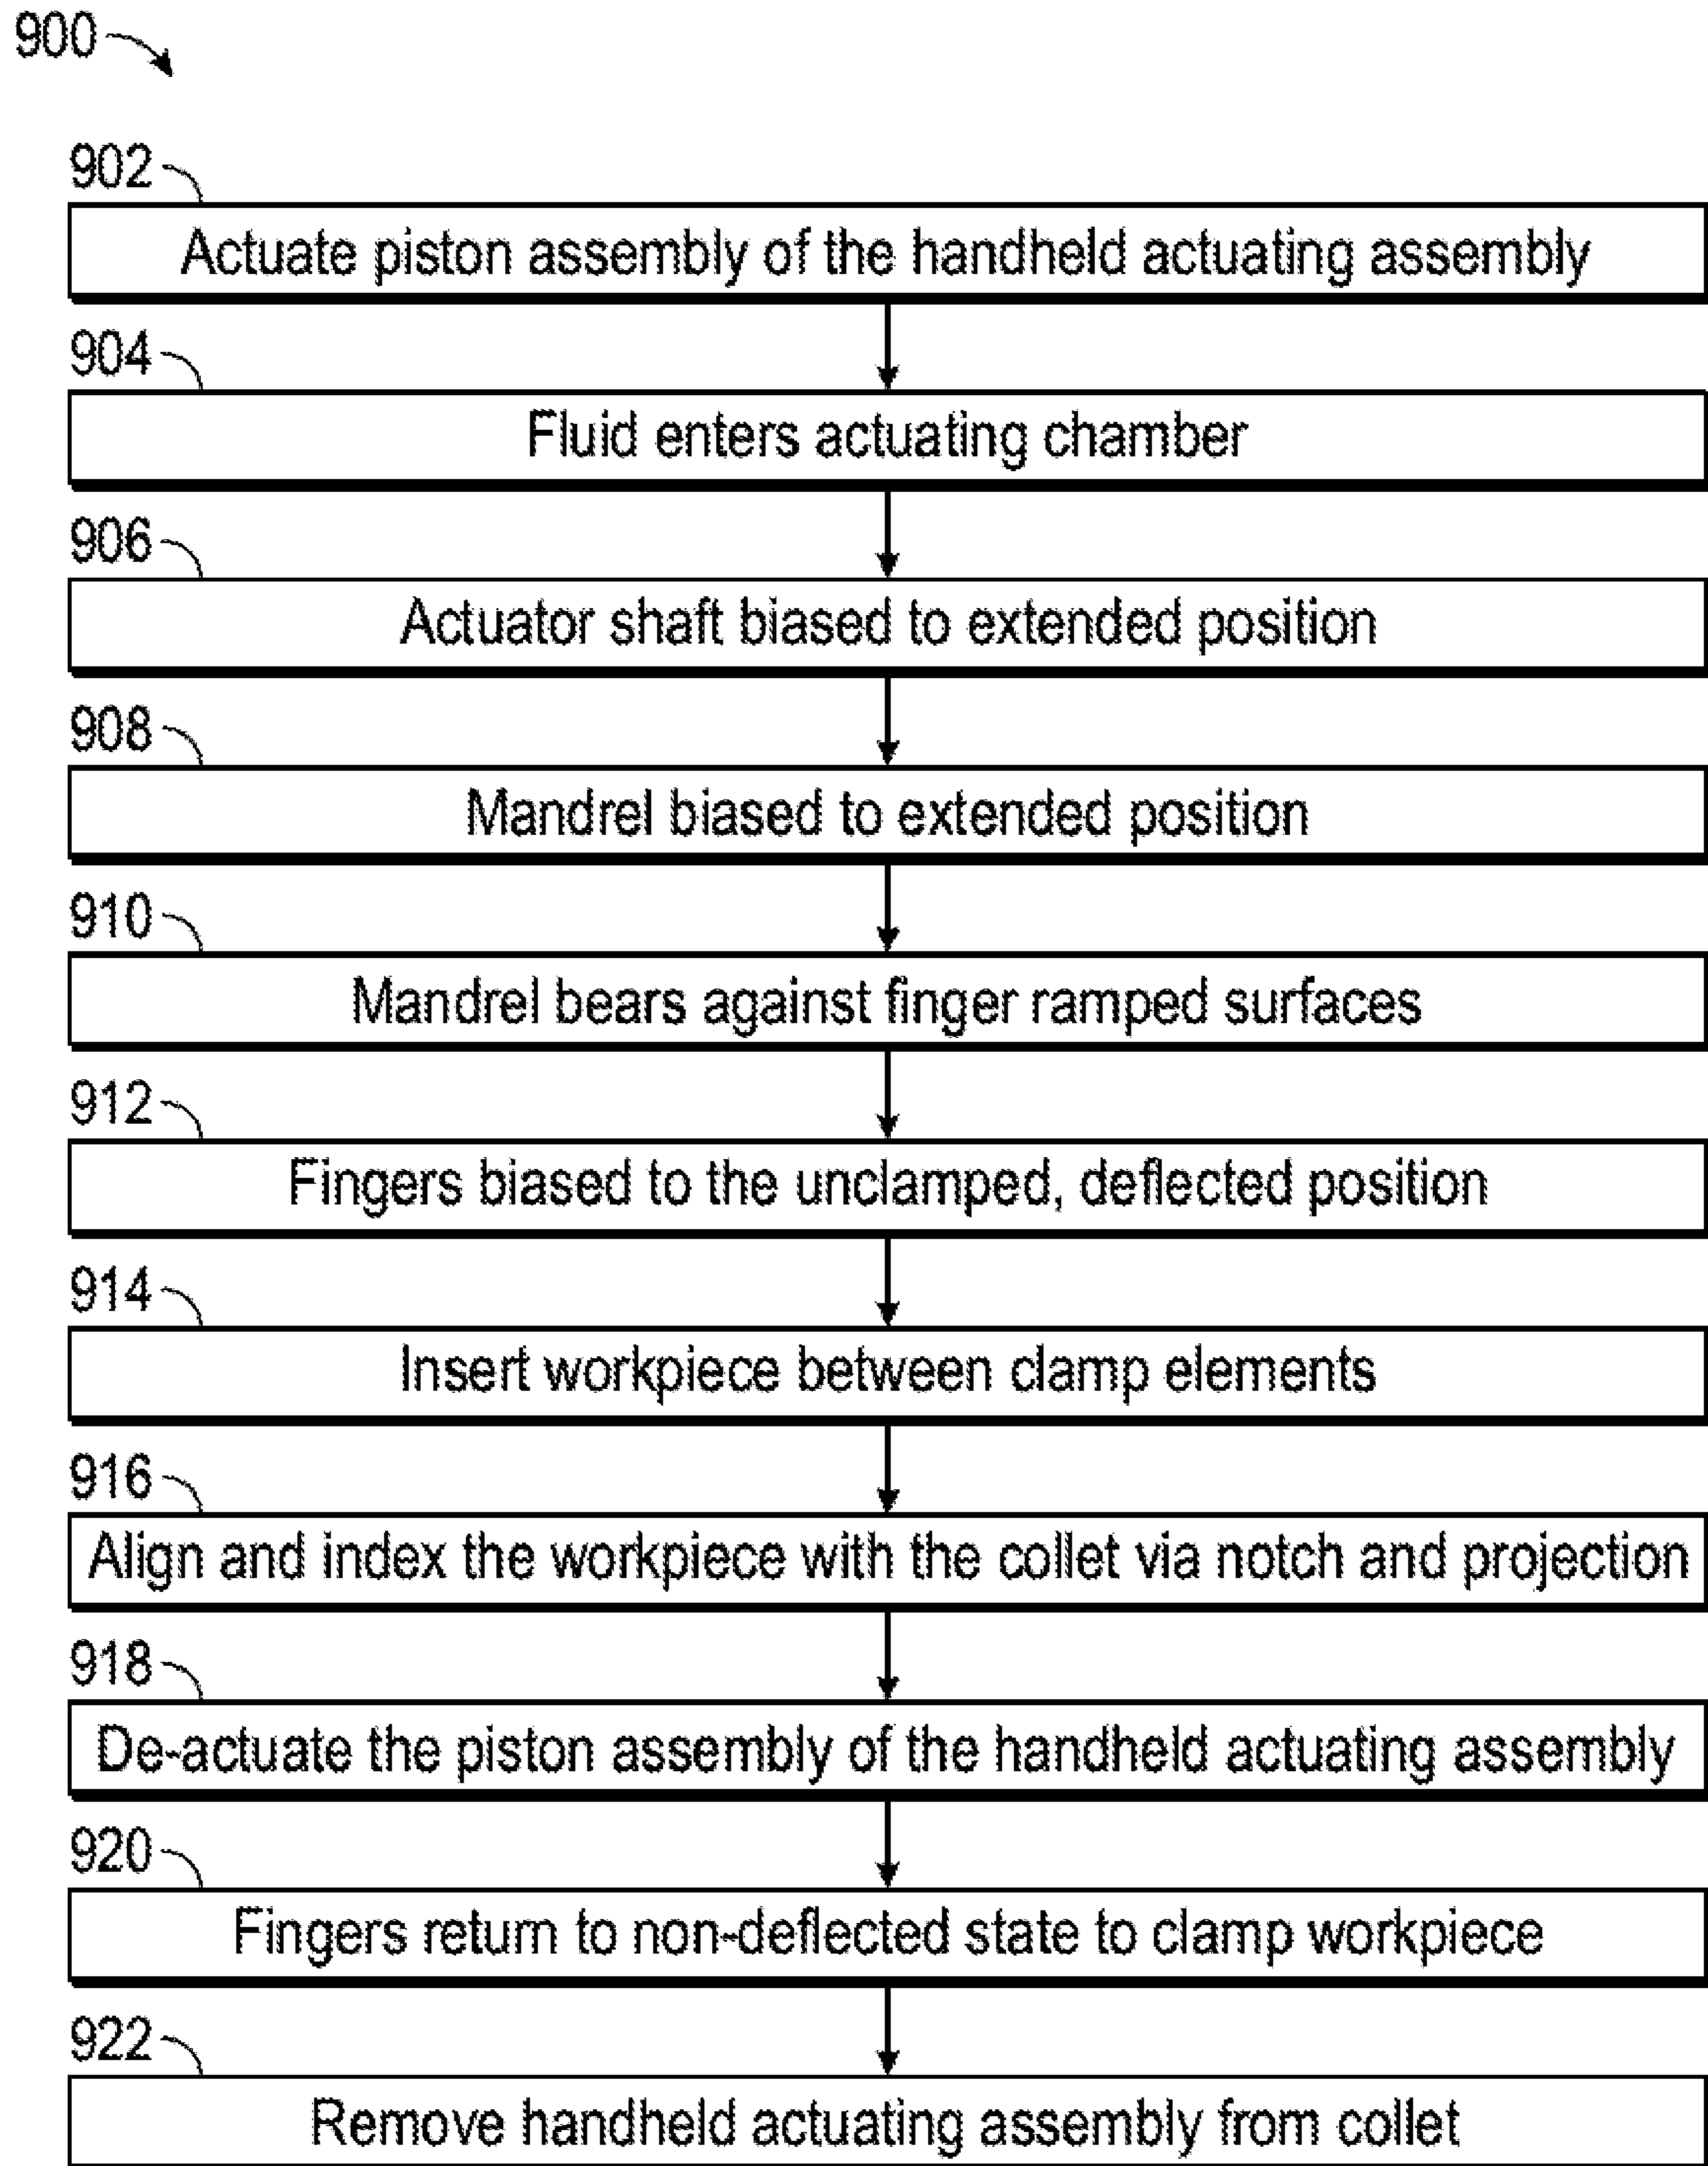 900
902
Actuate piston assembly of the handheld actuating assembly
904
Fluid enters actuating chamber
906
Actuator shaft biased to extended position
908
Mandrel biased to extended position
910
Mandrel bears against finger ramped surfaces
912
Fingers biased to the unclamped, deflected position
914
Insert workpiece between clamp elements
916
Align and index the workpiece with the collet via notch and projection
918
De-actuate the piston assembly of the handheld actuating assembly
920
Fingers return to non-deflected state to clamp workpiece
922
Remove handheld actuating assembly from collet